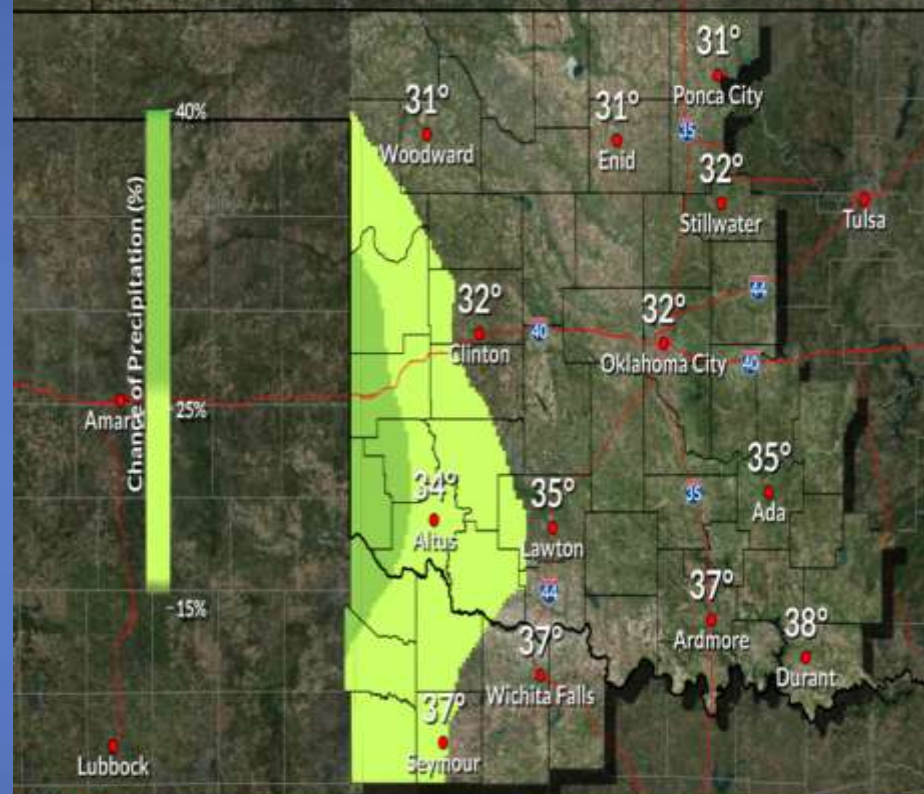 31°
Ponca City
31°
Woodward
31°
Enid
40%
35
32°
Stillwater
Tulsa
44
32°
Clinton
40
32°
Oklahoma City
40
Chance of Precipitation (%)
25%
34°
Altus
35°
Lawton
35
35°
Ada
44
15%
37°
Ardmore
38°
Durant
37°
Wichita Falls
37°
Seymour
Lubbock